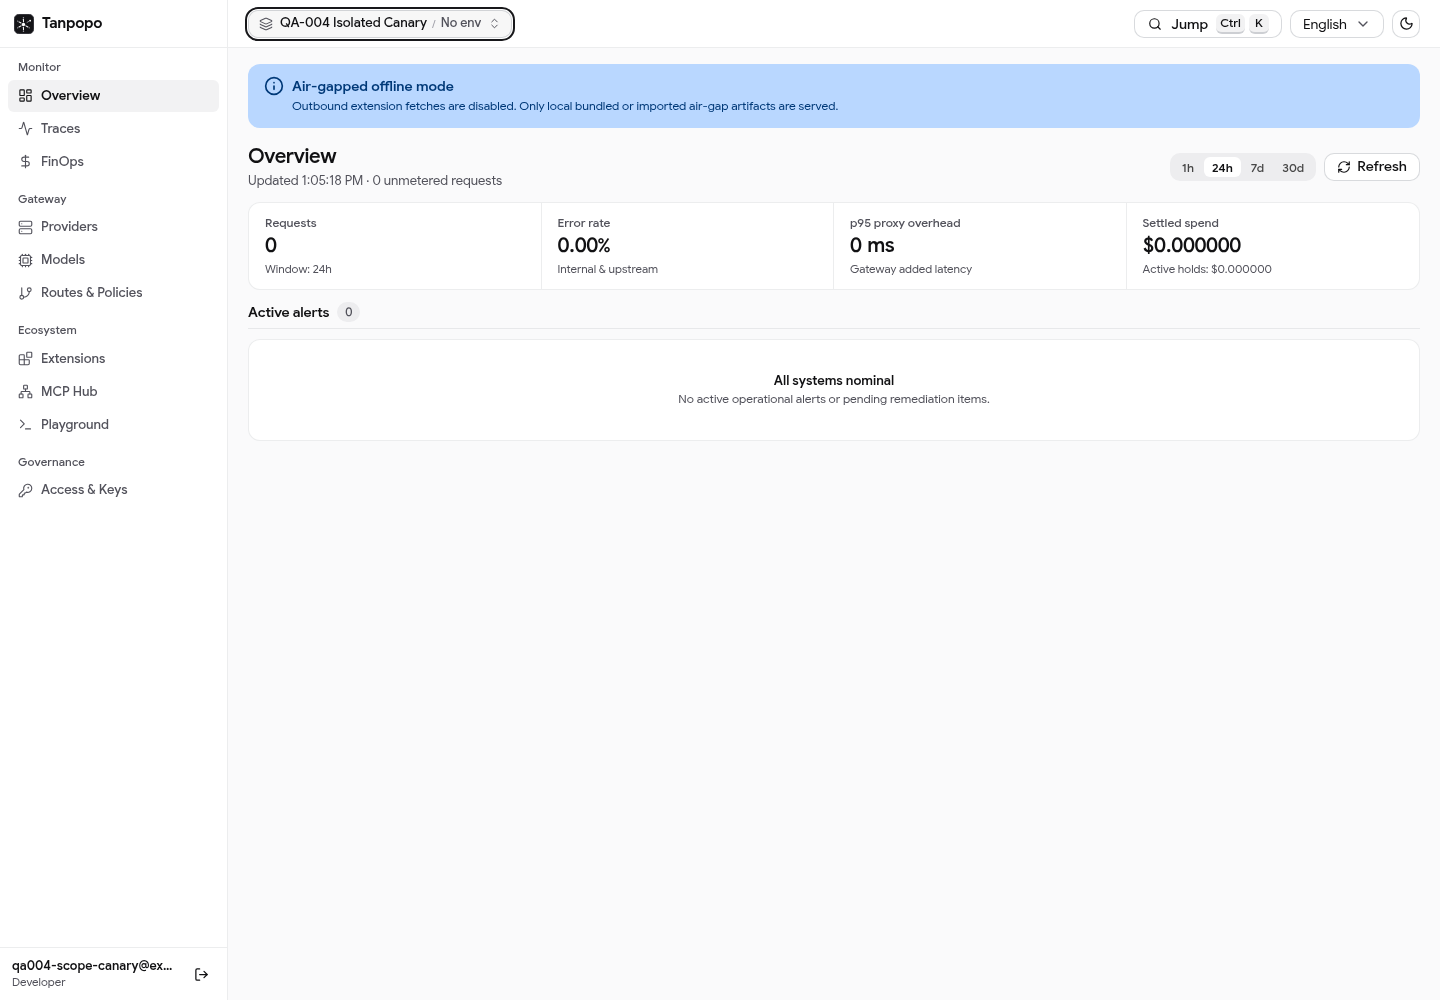 Tanpopo
QA-004 Isolated Canary / No env
Jump Ctrl K
English
Monitor
Overview
Traces
FinOps
Gateway
Providers
Models
Routes & Policies
Ecosystem
Extensions
MCP Hub
Playground
Governance
Access & Keys
qa004-scope-canary@ex...
Developer
Air-gapped offline mode
Outbound extension fetches are disabled. Only local bundled or imported air-gap artifacts are served.
Overview
Updated 1:05:18 PM · 0 unmetered requests
1h 24h 7d 30d
Refresh
Requests
0
Window: 24h
Error rate
0.00%
Internal & upstream
p95 proxy overhead
0 ms
Gateway added latency
Settled spend
$0.000000
Active holds: $0.000000
Active alerts 0
All systems nominal
No active operational alerts or pending remediation items.